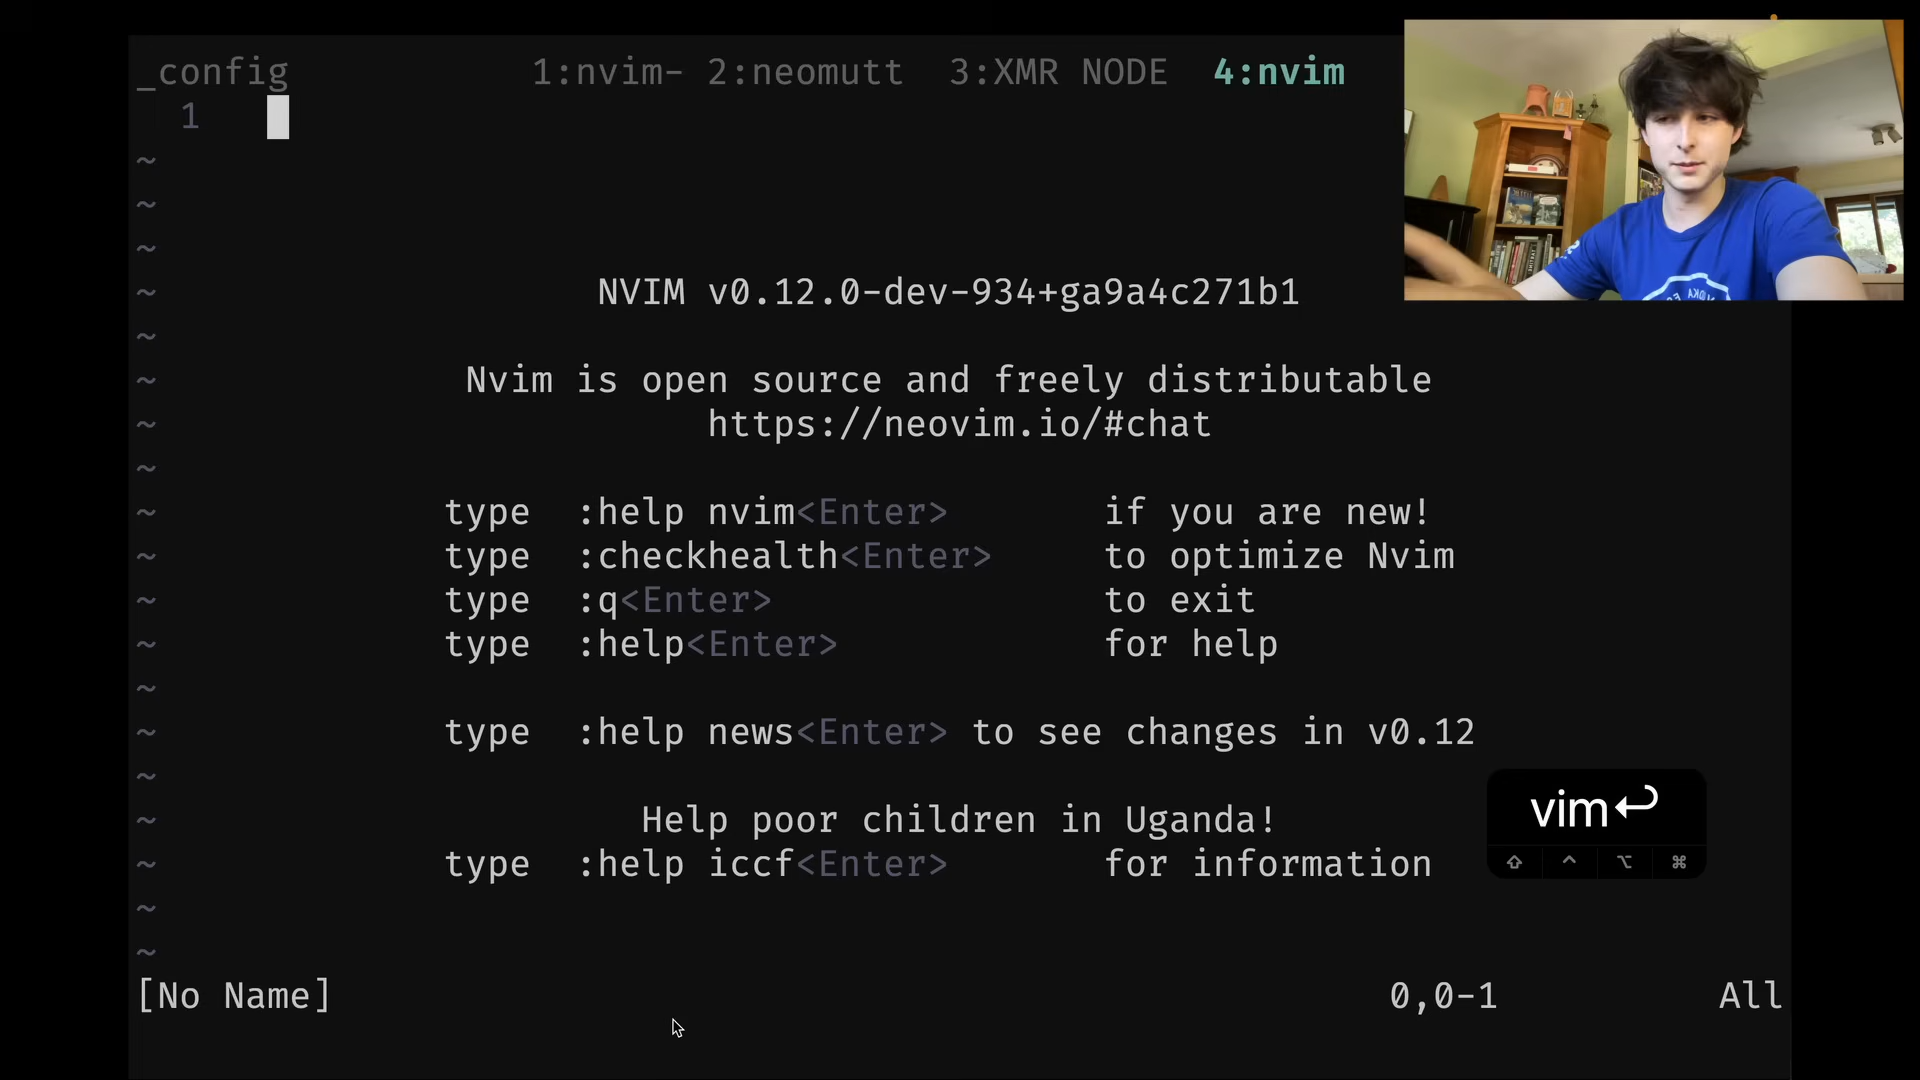 _config 1:nvim- 2:neomutt 3:XMR NODE 4:nvim
1
~
~
~
~ NVIM v0.12.0-dev-934+ga9a4c271b1
~
~ Nvim is open source and freely distributable
~ https://neovim.io/#chat
~
~ type :help nvim<Enter> if you are new!
~ type :checkhealth<Enter> to optimize Nvim
~ type :q<Enter> to exit
~ type :help<Enter> for help
~
~ type :help news<Enter> to see changes in v0.12
~
~ Help poor children in Uganda!
~ type :help iccf<Enter> for information
~
~
[No Name] 0,0-1 All
vim↩
⇧ ^ ⌥ ⌘